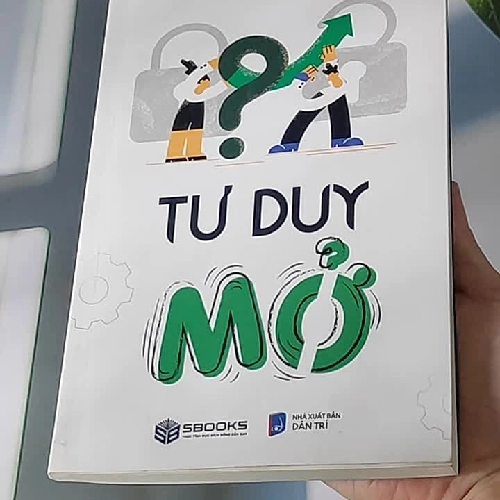 TƯ DUY
MỞ
SBOOKS
NHÀ XUẤT BẢN
DÂN TRÍ